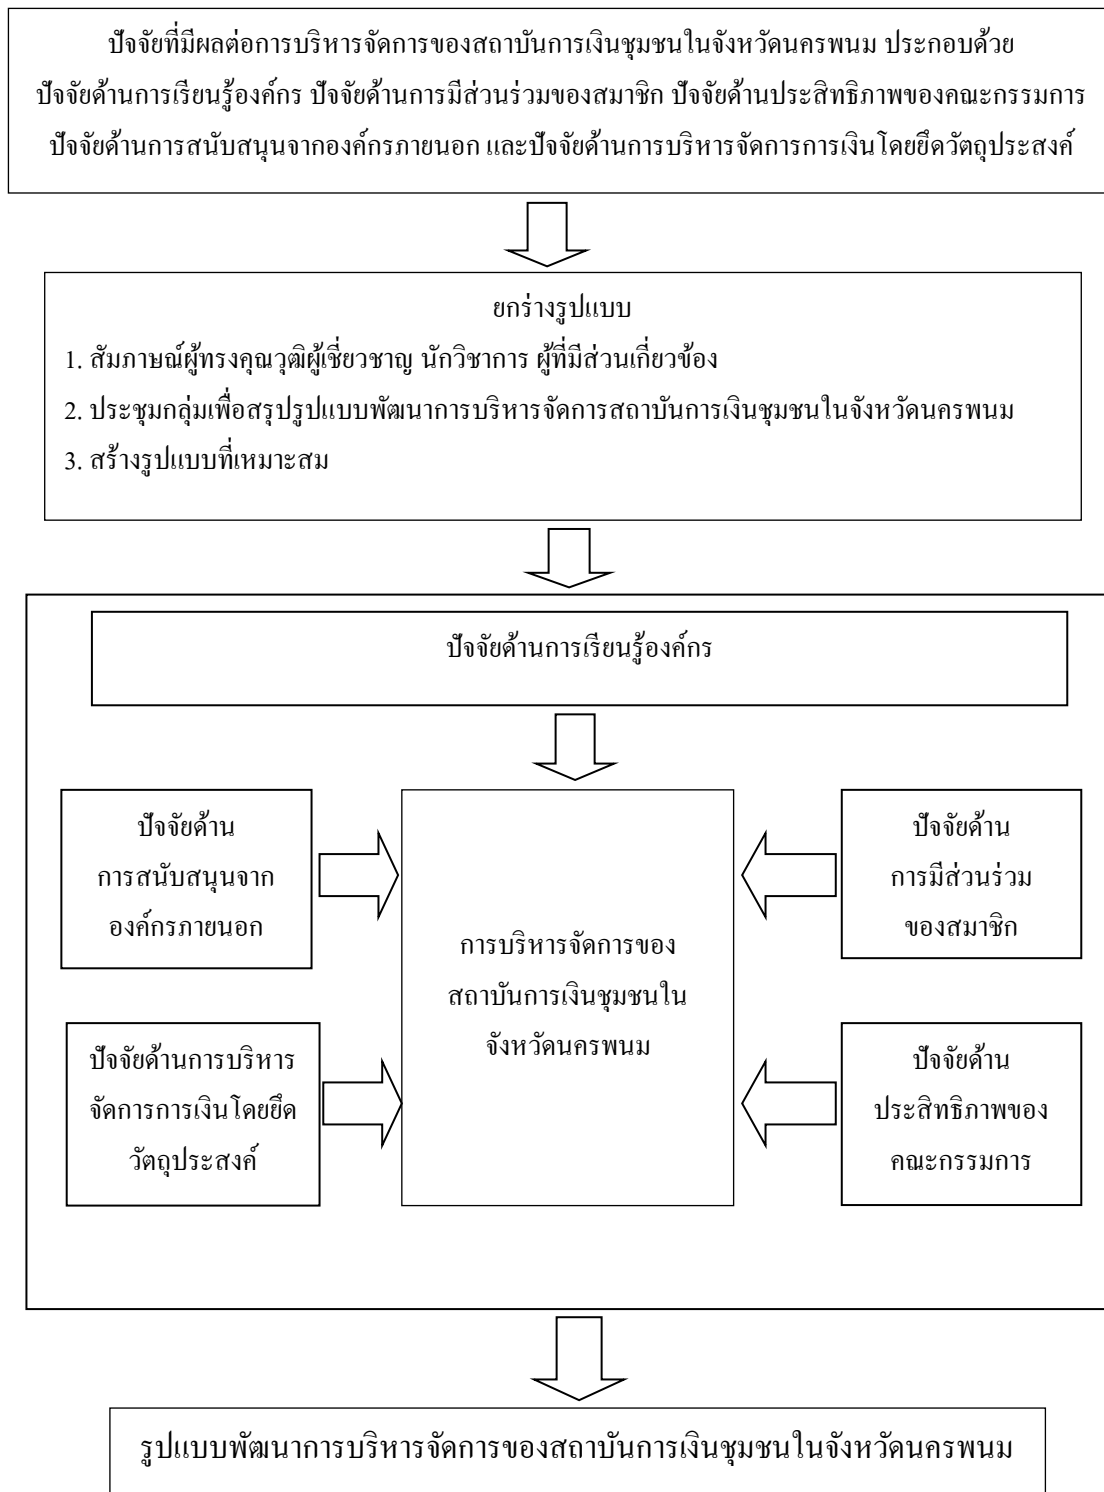 ปัจจัยที่มีผลต่อการบริหารจัดการของสถาบันการเงินชุมชนในจังหวัดนครพนม ประกอบด้วย
ปัจจัยด้านการเรียนรู้องค์กร ปัจจัยด้านการมีส่วนร่วมของสมาชิก ปัจจัยด้านประสิทธิภาพของคณะกรรมการ
ปัจจัยด้านการสนับสนุนจากองค์กรภายนอก และปัจจัยด้านการบริหารจัดการการเงินโดยยึดวัตถุประสงค์
ยกร่างรูปแบบ
1. สัมภาษณ์ผู้ทรงคุณวุฒิผู้เชี่ยวชาญ นักวิชาการ ผู้ที่มีส่วนเกี่ยวข้อง
2. ประชุมกลุ่มเพื่อสรุปรูปแบบพัฒนาการบริหารจัดการสถาบันการเงินชุมชนในจังหวัดนครพนม
3. สร้างรูปแบบที่เหมาะสม
ปัจจัยด้านการเรียนรู้องค์กร
ปัจจัยด้าน
การสนับสนุนจาก
องค์กรภายนอก
ปัจจัยด้านการบริหาร
จัดการการเงินโดยยึด
วัตถุประสงค์
การบริหารจัดการของ
สถาบันการเงินชุมชนใน
จังหวัดนครพนม
ปัจจัยด้าน
การมีส่วนร่วม
ของสมาชิก
ปัจจัยด้าน
ประสิทธิภาพของ
คณะกรรมการ
รูปแบบพัฒนาการบริหารจัดการของสถาบันการเงินชุมชนในจังหวัดนครพนม